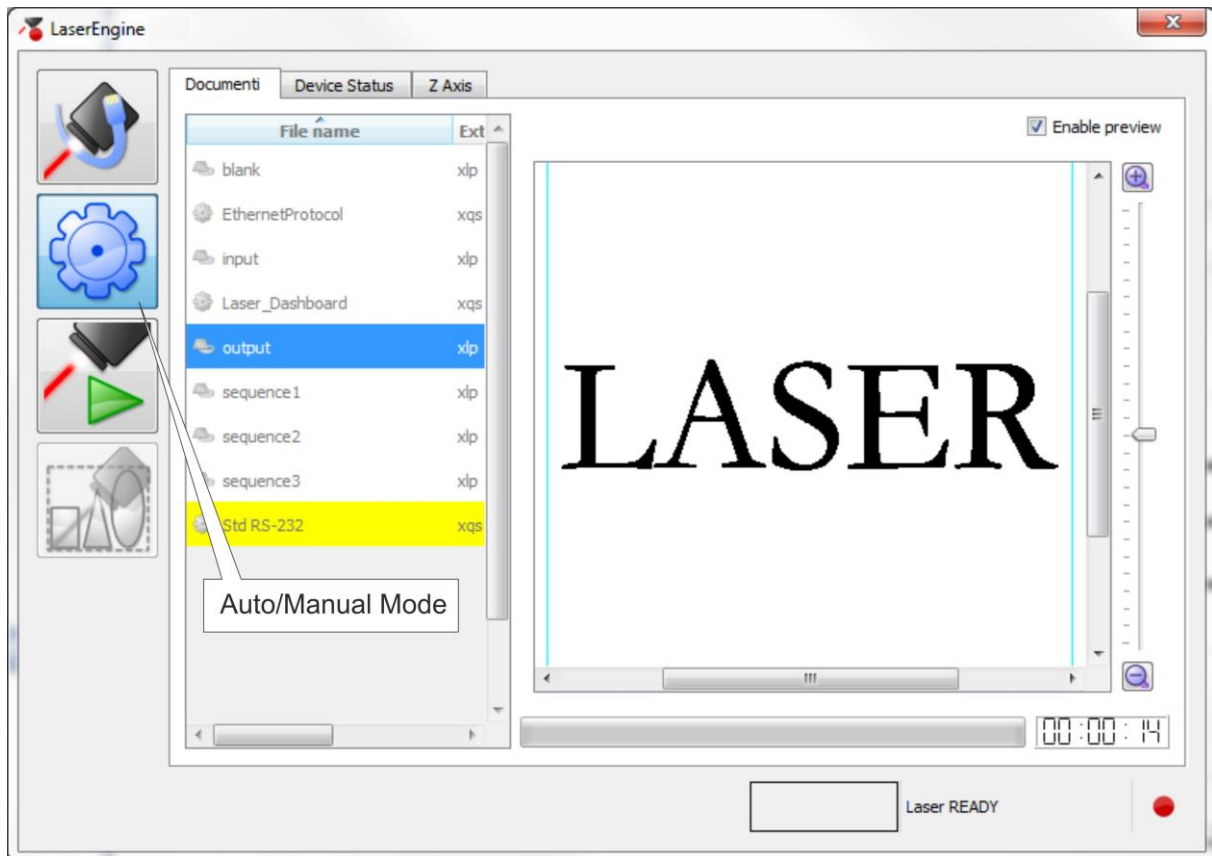 LaserEngine
Documenti Device Status Z Axis
File name Ext
Enable preview
blank xlp
EthernetProtocol xqs
input xlp
Laser_Dashboard xqs
output xlp
LASER
sequence1 xlp
sequence2 xlp
sequence3 xlp
Std RS-232 xqs
Auto/Manual Mode
00:00:14
Laser READY